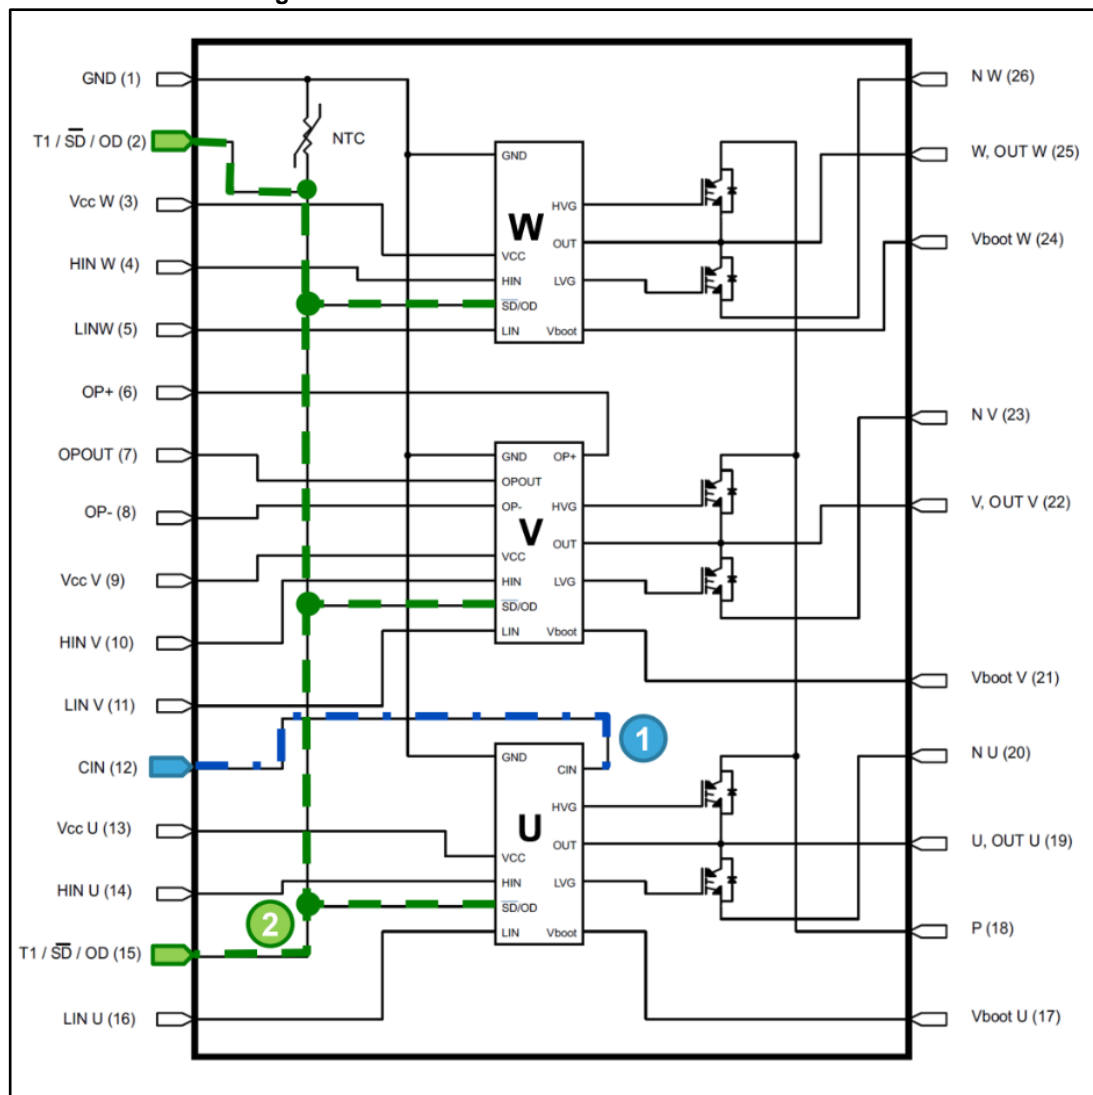 g
GND (1)
T1 / SD / OD (2)
Vcc W (3)
HIN W (4)
LINW (5)
OP+ (6)
OPOUT (7)
OP- (8)
Vcc V (9)
HIN V (10)
LIN V (11)
CIN (12)
Vcc U (13)
HIN U (14)
T1 / SD / OD (15)
LIN U (16)
NTC
GND
HVG
W
OUT
VCC
HIN
LVG
SD/OD
LIN
Vboot
GND
OP+
OPOUT
OP-
HVG
V
OUT
VCC
HIN
LVG
SD/OD
LIN
Vboot
1
GND
CIN
HVG
U
OUT
VCC
HIN
LVG
SD/OD
LIN
Vboot
2
N W (26)
W, OUT W (25)
Vboot W (24)
N V (23)
V, OUT V (22)
Vboot V (21)
N U (20)
U, OUT U (19)
P (18)
Vboot U (17)